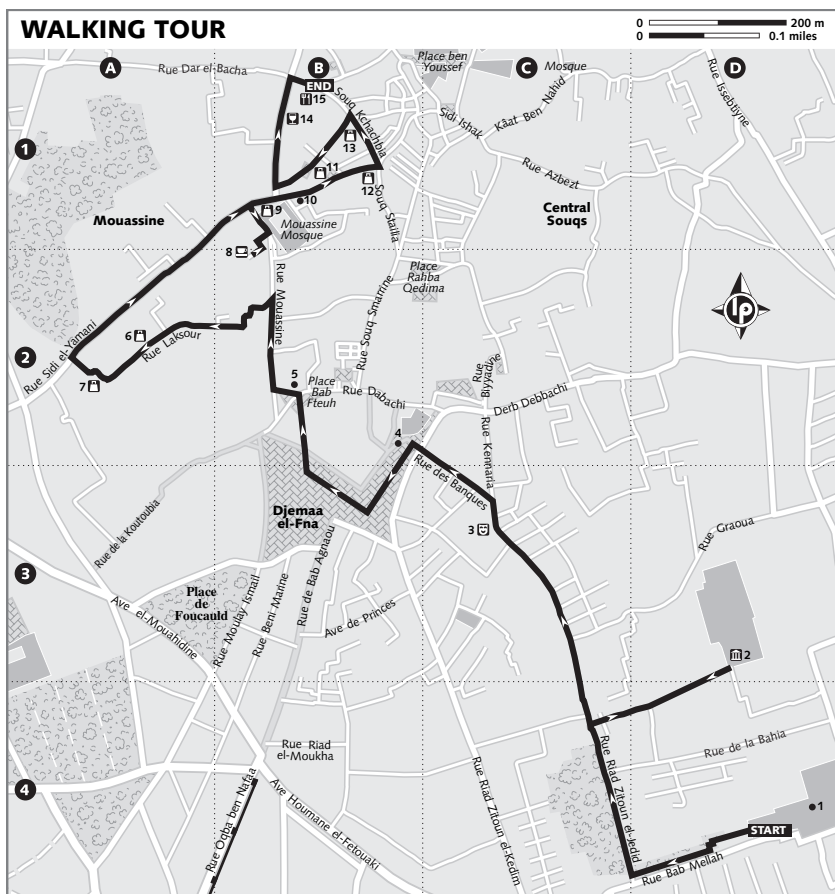 WALKING TOUR
0 200 m
0 0.1 miles
A
B
C
D
Place ben
Youssef
Mosque
Rue Dar el-Bacha
END
15
14
Souq Kchachbia
Sidi Ishak
Kâat Ben Nahid
Rue Issebtiyne
1
13
11
12
10
9
Rue Azbezt
Mouassine
Mouassine
Mosque
Souq Stailia
Central
Souqs
8
Place
Rahba
Qedima
Rue Mouassine
Rue Souq Smarrine
lp
6
Rue Laksour
Rue Sidi el-Yamani
2
7
5
Place
Bab
Fteuh
Rue Dabachi
Rue
Biyyadne
Derb Debbachi
4
Rue Kennaria
Rue des Banques
Rue de la Koutoubia
Djemaa
el-Fna
3
Rue Graoua
3
Place
de
Foucauld
Rue Moulay Ismail
Rue Beni Marine
Rue de Bab Agnaou
Ave de Princes
Ave el-Mouahidine
2
Rue Riad
el-Moukha
Rue de la Bahia
4
Rue Oqba ben Nafaa
Ave Houmane el-Fetouaki
Rue Riad Zitoun el-Kedim
Rue Riad Zitoun el-Jedid
1
START
Rue Bab Mellah